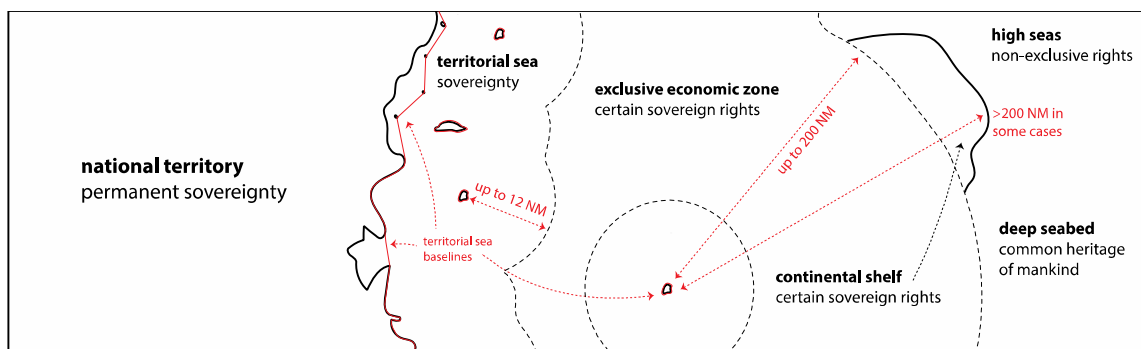 national territory
permanent sovereignty
territorial sea
sovereignty
up to 12 NM
territorial sea
baselines
exclusive economic zone
certain sovereign rights
up to 200 NM
high seas
non-exclusive rights
>200 NM in
some cases
continental shelf
certain sovereign rights
deep seabed
common heritage
of mankind